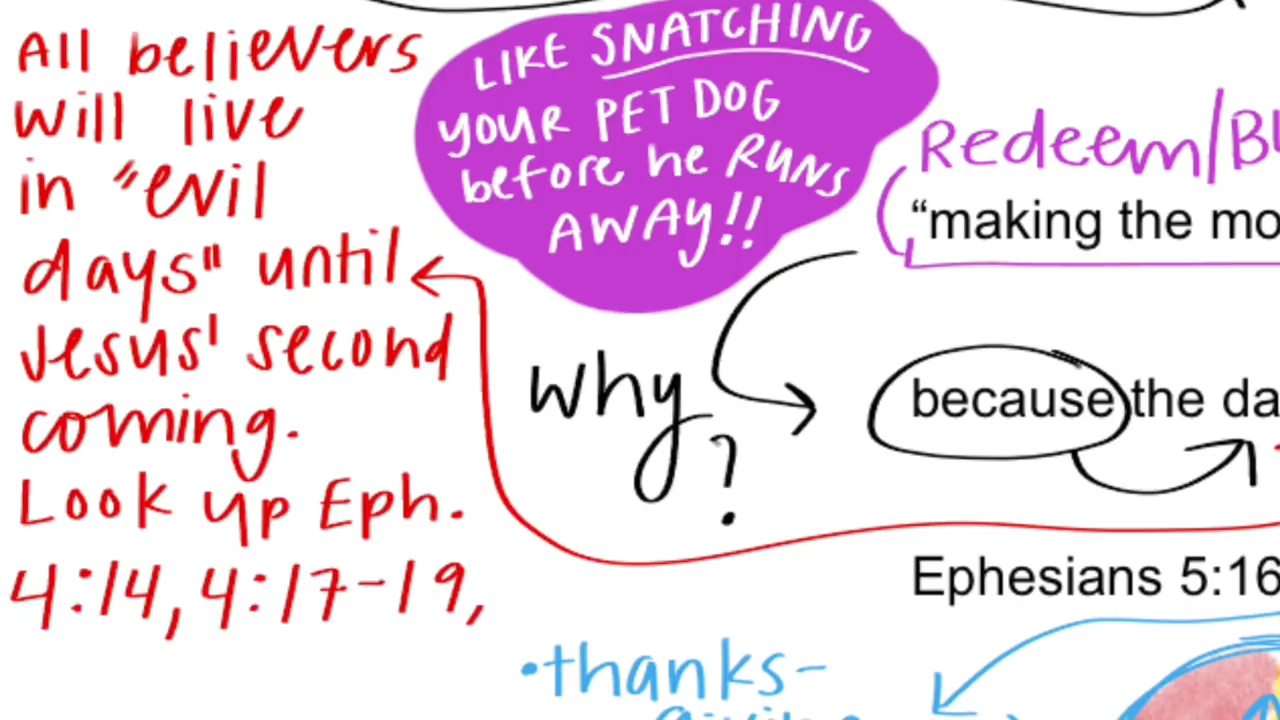 All believers
will live
in "evil
days" until
Jesus' second
coming.
Look up Eph.
4:14, 4:17-19,
LIKE SNATCHING
YOUR PET DOG
before he RUNS
AWAY!!
Redeem/B
"making the mo
why
?
because the da
Ephesians 5:16
•thanks-